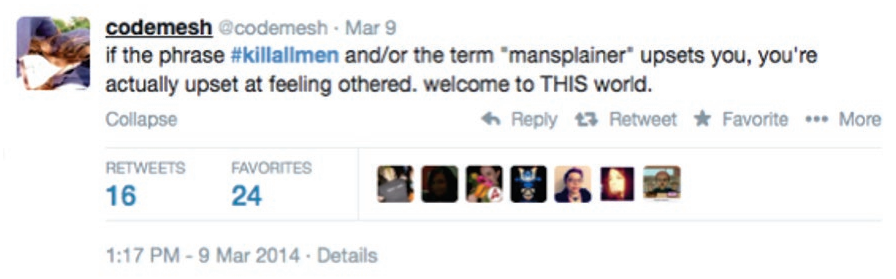 codemesh @codemesh · Mar 9
if the phrase #killallmen and/or the term "mansplainer" upsets you, you're
actually upset at feeling othered. welcome to THIS world.
Collapse Reply Retweet Favorite More
RETWEETS FAVORITES
16 24
1:17 PM - 9 Mar 2014 · Details